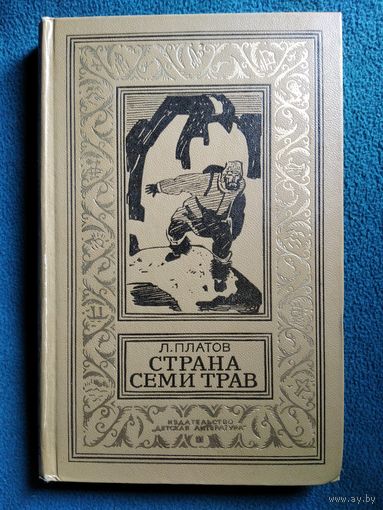 Л. ПЛАТОВ
СТРАНА
СЕМИ ТРАВ
ИЗДАТЕЛЬСТВО
"ДЕТСКАЯ ЛИТЕРАТУРА"
www.ay.by